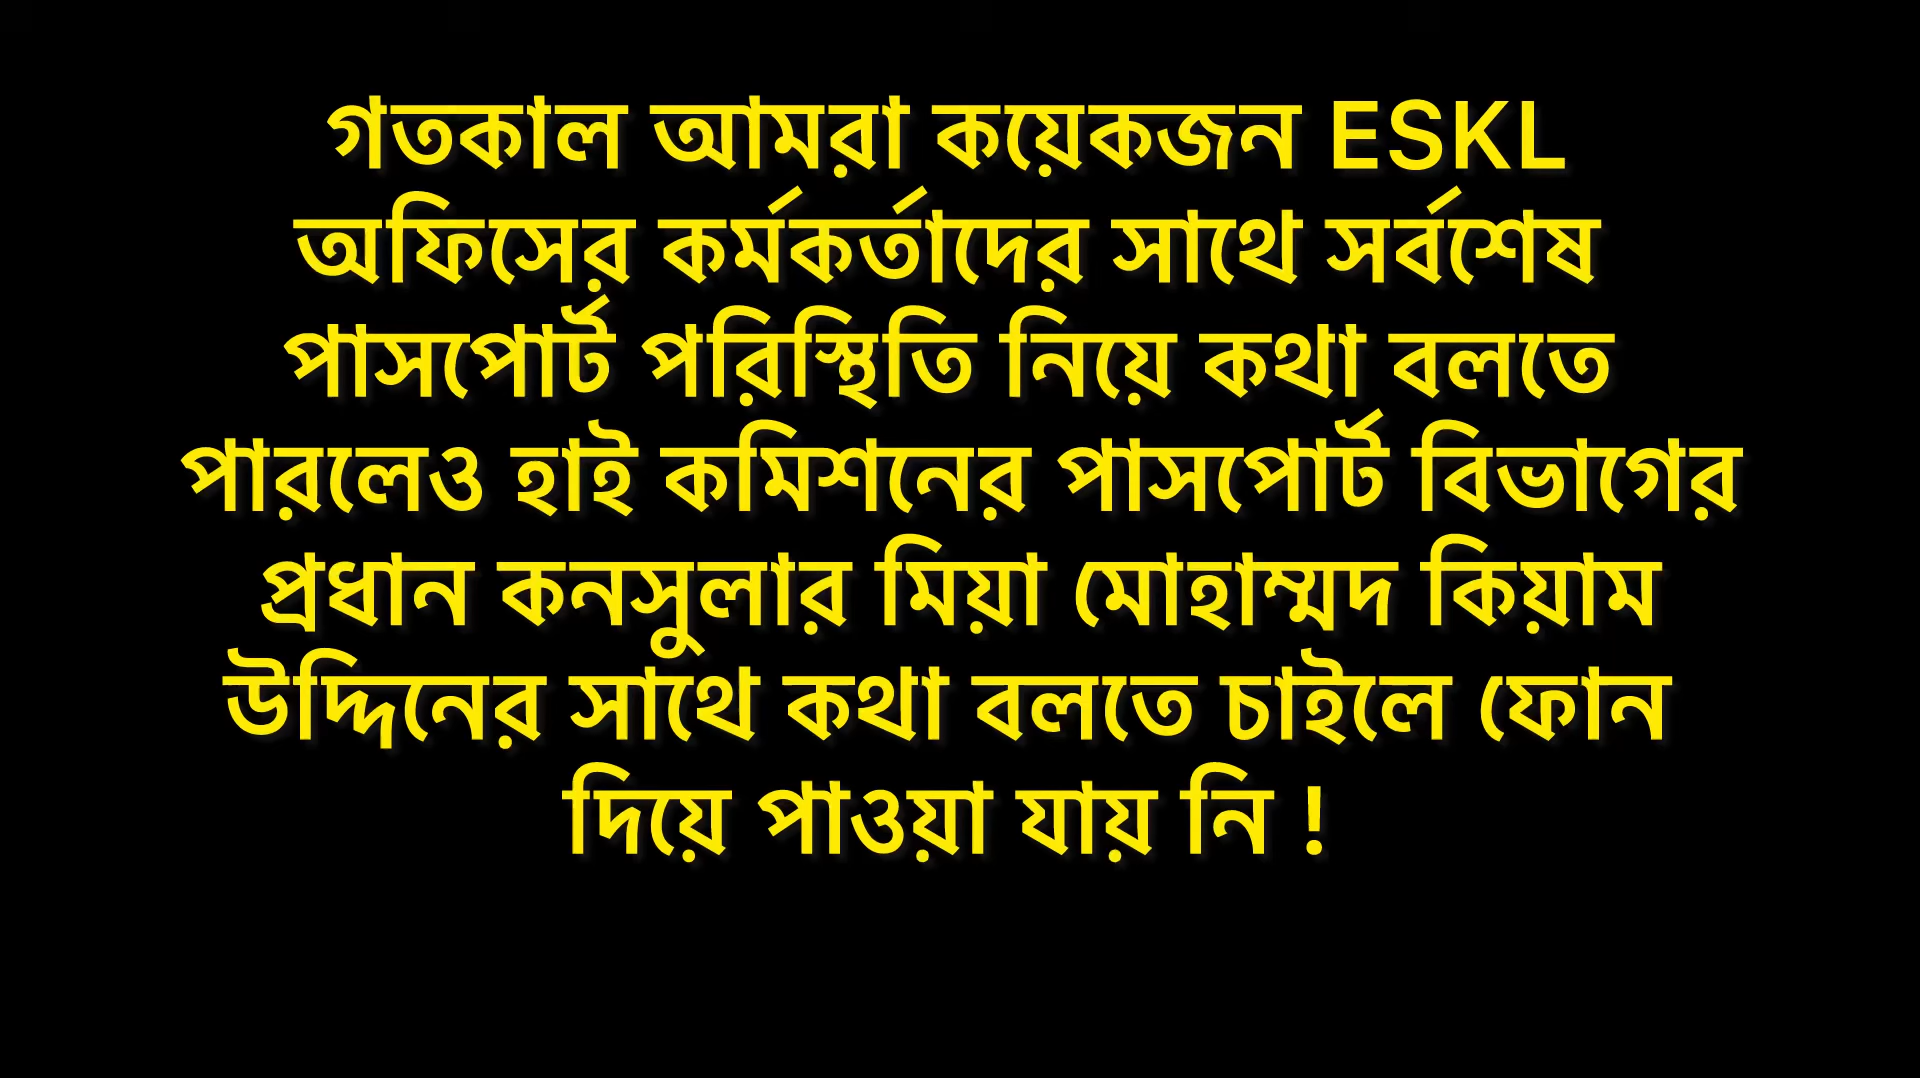 গতকাল আমরা কয়েকজন ESKL
অফিসের কর্মকর্তাদের সাথে সর্বশেষ
পাসপোর্ট পরিস্থিতি নিয়ে কথা বলতে
পারলেও হাই কমিশনের পাসপোর্ট বিভাগের
প্রধান কনসুলার মিয়া মোহাম্মদ কিয়াম
উদ্দিনের সাথে কথা বলতে চাইলে ফোন
দিয়ে পাওয়া যায় নি !